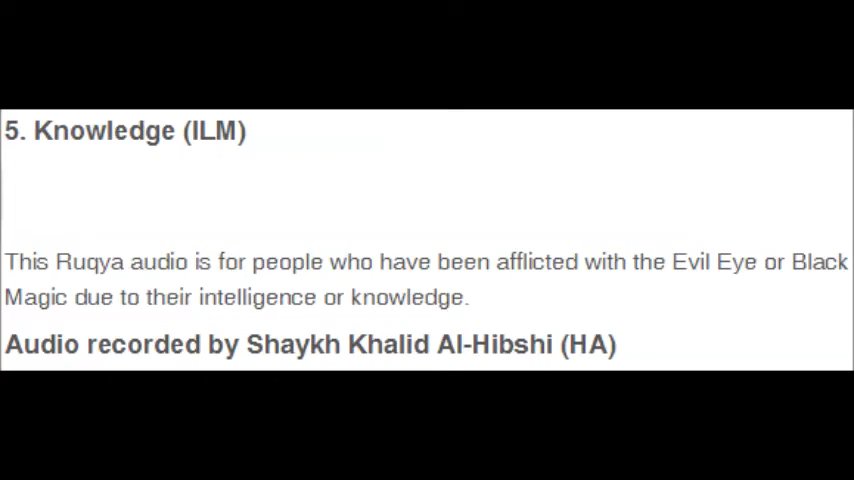 5. Knowledge (ILM)
This Ruqya audio is for people who have been afflicted with the Evil Eye or Black
Magic due to their intelligence or knowledge.
Audio recorded by Shaykh Khalid Al-Hibshi (HA)